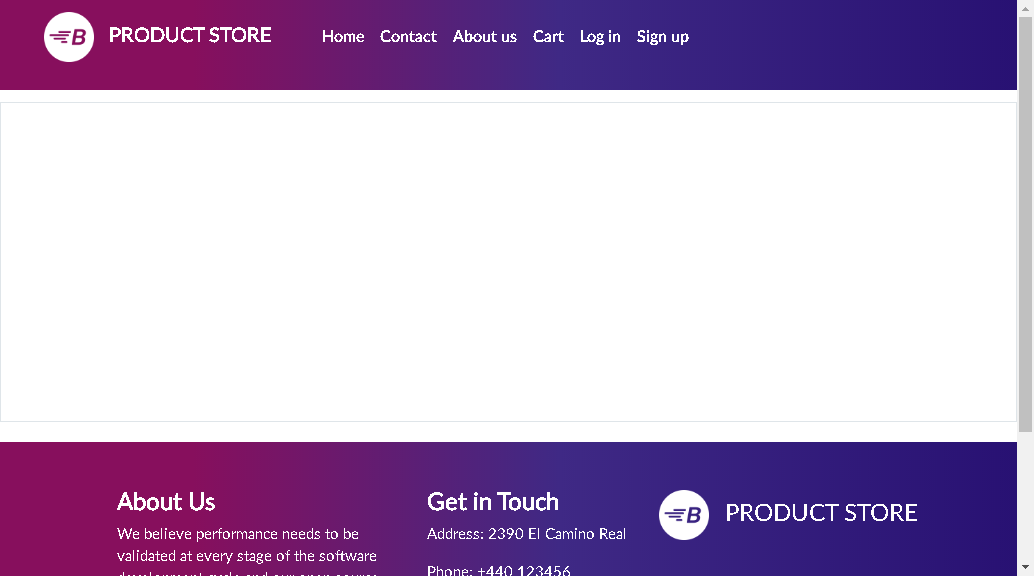 B PRODUCT STORE Home Contact About us Cart Log in Sign up
About Us
We believe performance needs to be
validated at every stage of the software
Get in Touch
Address: 2390 El Camino Real
Phone: +440 123456
B PRODUCT STORE